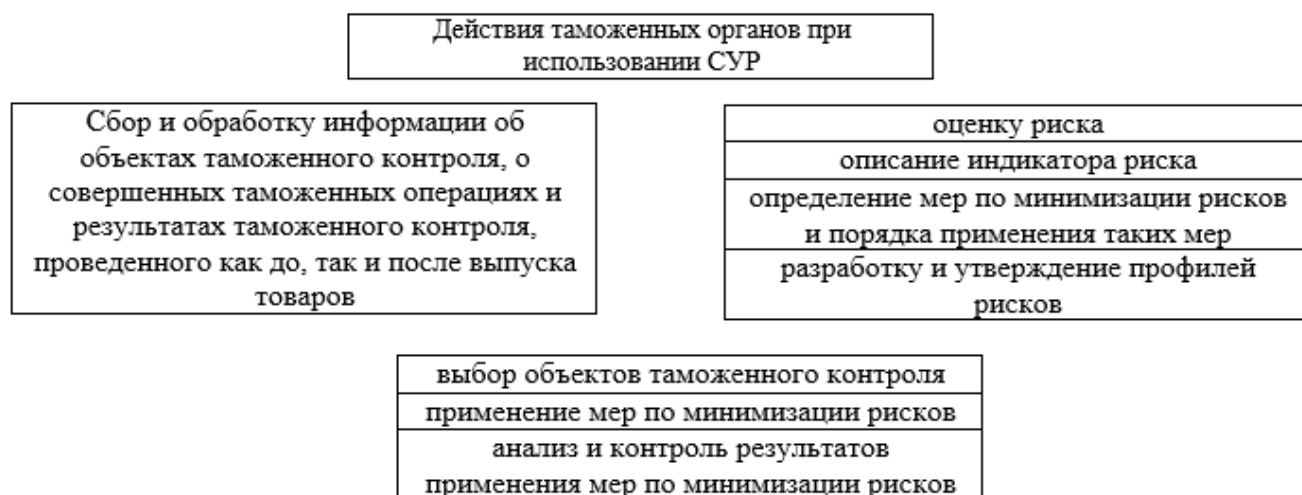 Действия таможенных органов при
использовании СУР
Сбор и обработку информации об
объектах таможенного контроля, о
совершенных таможенных операциях и
результатах таможенного контроля,
проведенного как до, так и после выпуска
товаров
оценку риска
описание индикатора риска
определение мер по минимизации рисков
и порядка применения таких мер
разработку и утверждение профилей
рисков
выбор объектов таможенного контроля
применение мер по минимизации рисков
анализ и контроль результатов
применения мер по минимизации рисков